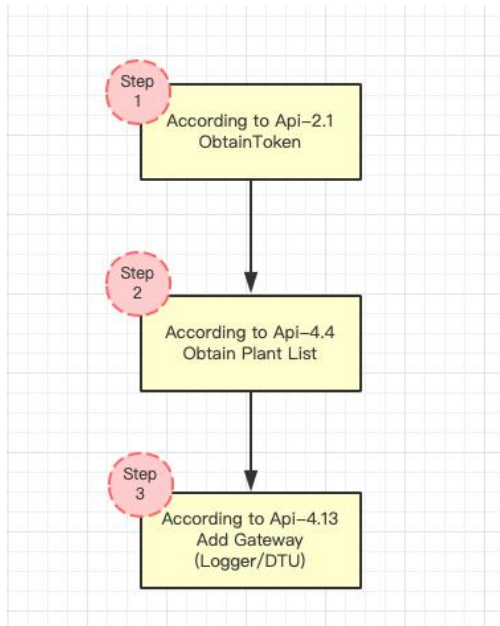 Step
1
According to Api-2.1
ObtainToken
Step
2
According to Api-4.4
Obtain Plant List
Step
3
According to Api-4.13
Add Gateway
(Logger/DTU)